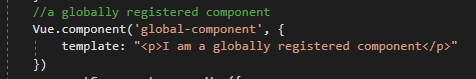 //a globally registered component
Vue.component('global-component', {
template: "<p>I am a globally registered component</p>"
})